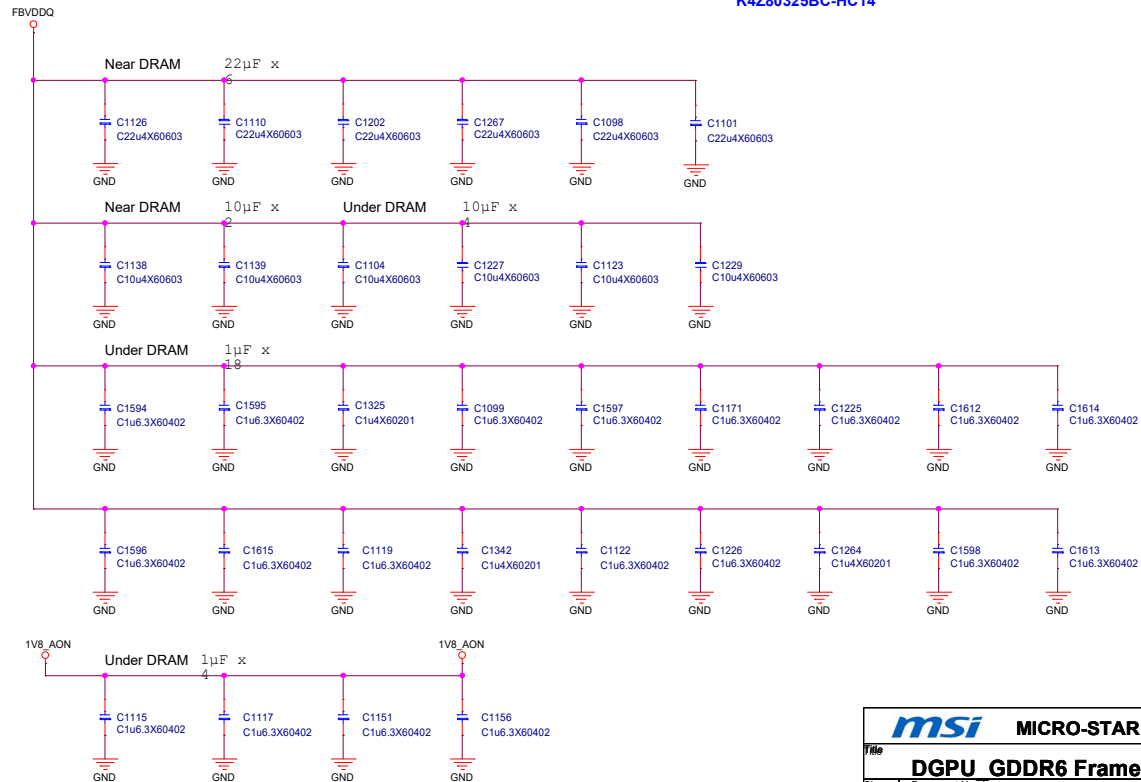 K4Z80325BC-HC14
FBVDDQ
Near DRAM 22µF x 6
C1126 C1110 C1202 C1267 C1098 C1101
C22u4X60603 C22u4X60603 C22u4X60603 C22u4X60603 C22u4X60603 C22u4X60603
GND GND GND GND GND GND
Near DRAM 10µF x 2 Under DRAM 10µF x 4
C1138 C1139 C1104 C1227 C1123 C1229
C10u4X60603 C10u4X60603 C10u4X60603 C10u4X60603 C10u4X60603 C10u4X60603
GND GND GND GND GND GND
Under DRAM 1µF x 18
C1594 C1595 C1325 C1099 C1597 C1171 C1225 C1612 C1614
C1u6.3X60402 C1u6.3X60402 C1u4X60201 C1u6.3X60402 C1u6.3X60402 C1u6.3X60402 C1u6.3X60402 C1u6.3X60402 C1u6.3X60402
GND GND GND GND GND GND GND GND GND
C1596 C1615 C1119 C1342 C1122 C1226 C1264 C1598 C1613
C1u6.3X60402 C1u6.3X60402 C1u6.3X60402 C1u4X60201 C1u6.3X60402 C1u6.3X60402 C1u4X60201 C1u6.3X60402 C1u6.3X60402
GND GND GND GND GND GND GND GND GND
1V8_AON 1V8_AON
Under DRAM 1µF x 4
C1115 C1117 C1151 C1156
C1u6.3X60402 C1u6.3X60402 C1u6.3X60402 C1u6.3X60402
GND GND GND GND
msi MICRO-STAR
Title
DGPU_GDDR6 Frame